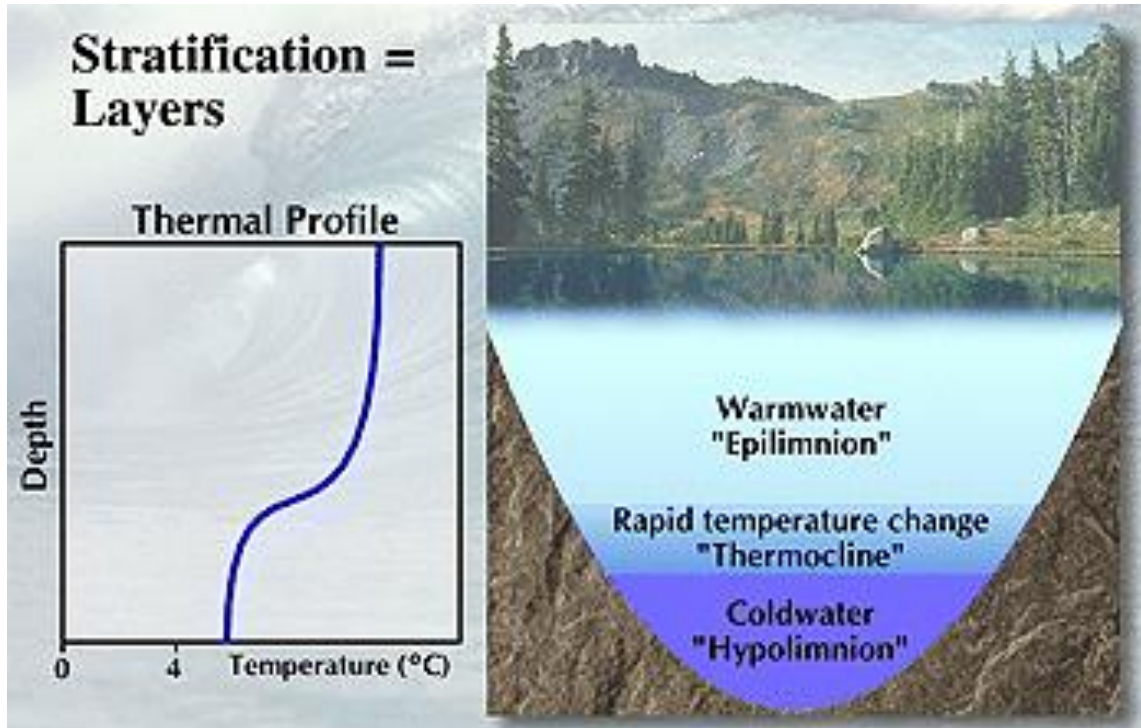 Stratification =
Layers
Thermal Profile
Depth
0
4
Temperature (°C)
Warmwater
"Epilimnion"
Rapid temperature change
"Thermocline"
Coldwater
"Hypolimnion"